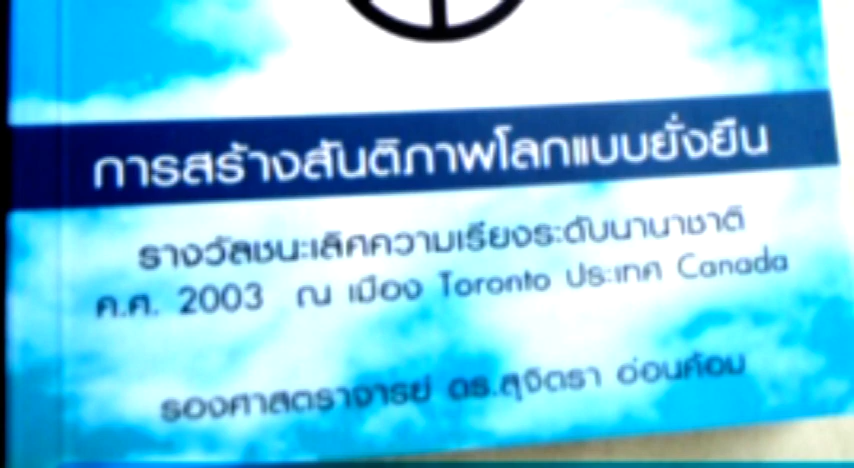 การสร้างสันติภาพโลกแบบยั่งยืน
รางวัลชนะเลิศความเรียงระดับนานาชาติ
ค.ศ. 2003 ณ เมือง Toronto ประเทศ Canada
รองศาสตราจารย์ ดร.สุจิตรา อ่อนค้อม